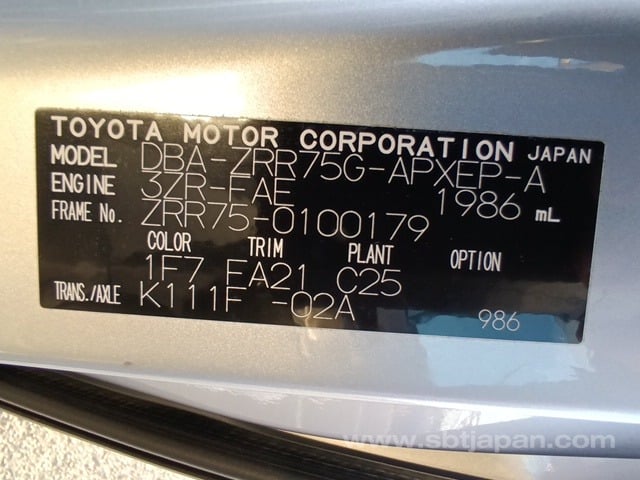 TOYOTA MOTOR CORPORATION JAPAN
MODEL DBA-ZRR75G-APXEP-A
ENGINE 3ZR-FAE 1986 mL
FRAME No. ZRR75-0100179
COLOR TRIM PLANT OPTION
1F7 FA21 C25
TRANS./AXLE K111F -02A
986
www.sbtjapan.com